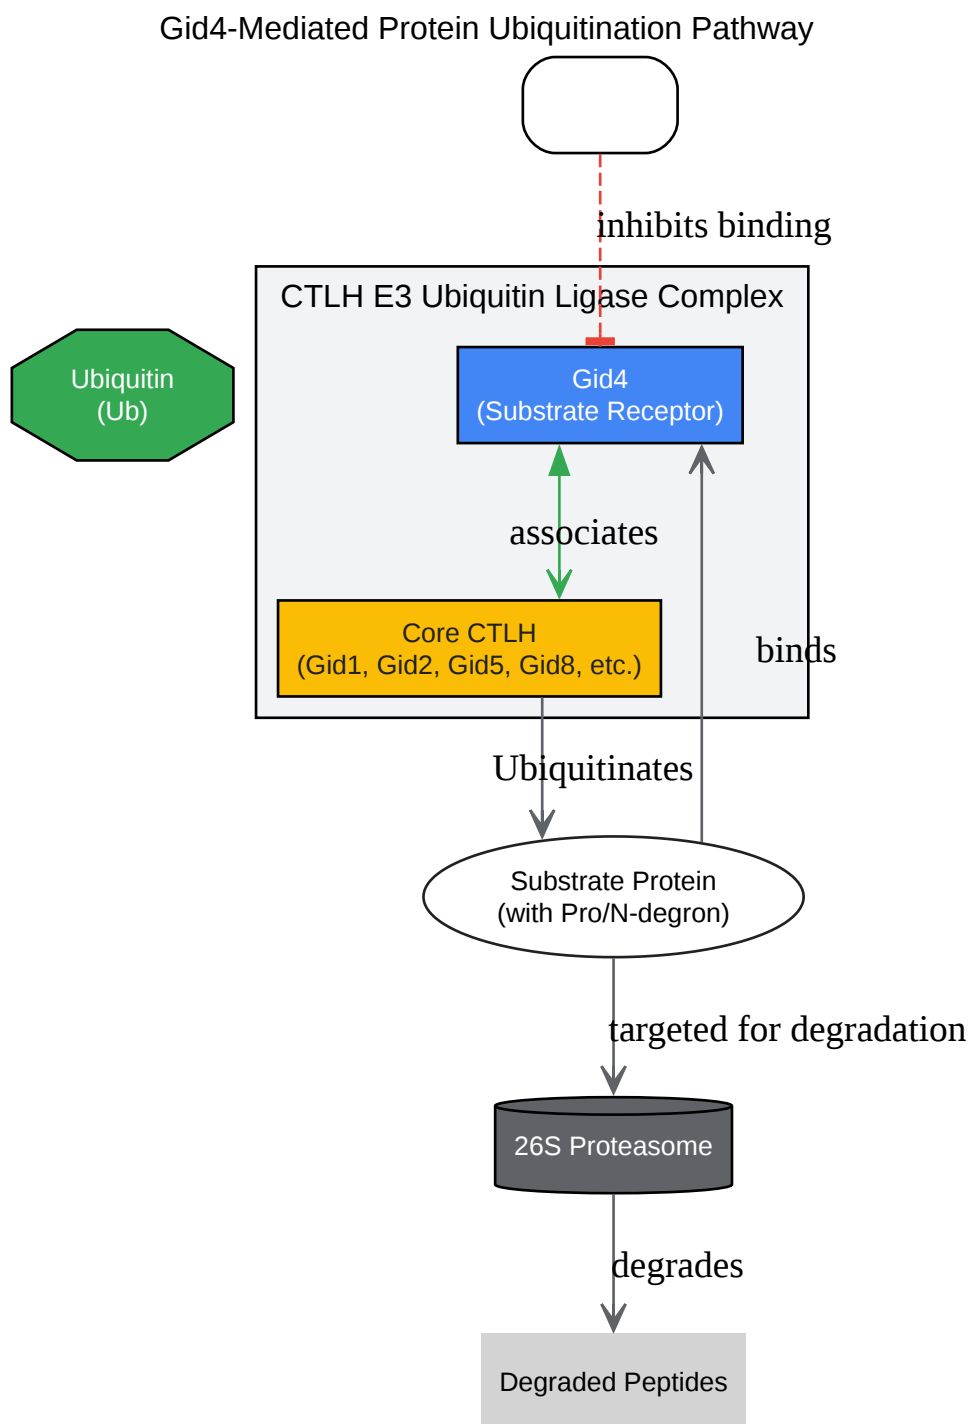 Gid4-Mediated Protein Ubiquitination Pathway
inhibits binding
CTLH E3 Ubiquitin Ligase Complex
Ubiquitin
(Ub)
Gid4
(Substrate Receptor)
associates
Core CTLH
(Gid1, Gid2, Gid5, Gid8, etc.)
binds
Ubiquitinates
Substrate Protein
(with Pro/N-degron)
targeted for degradation
26S Proteasome
degrades
Degraded Peptides